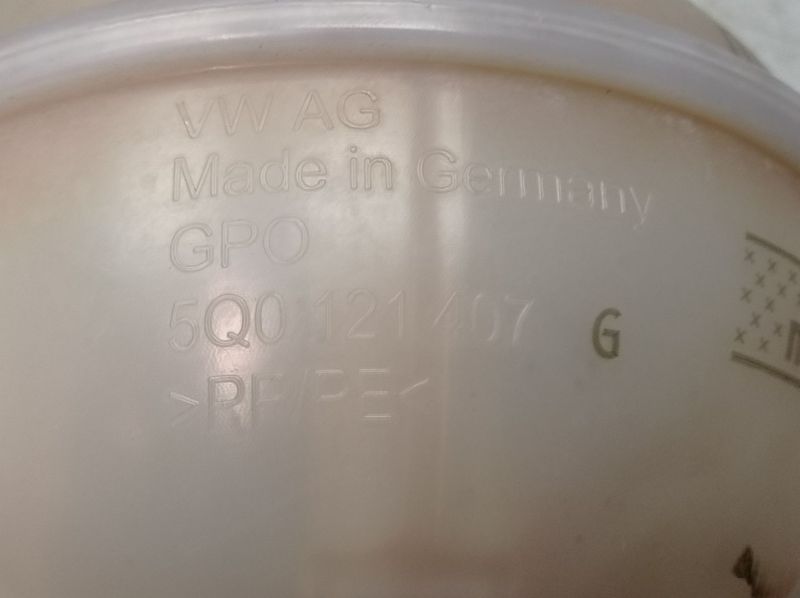 VW AG
Made in Germany
GPO
5Q0 121 407 G
>PP/PE<